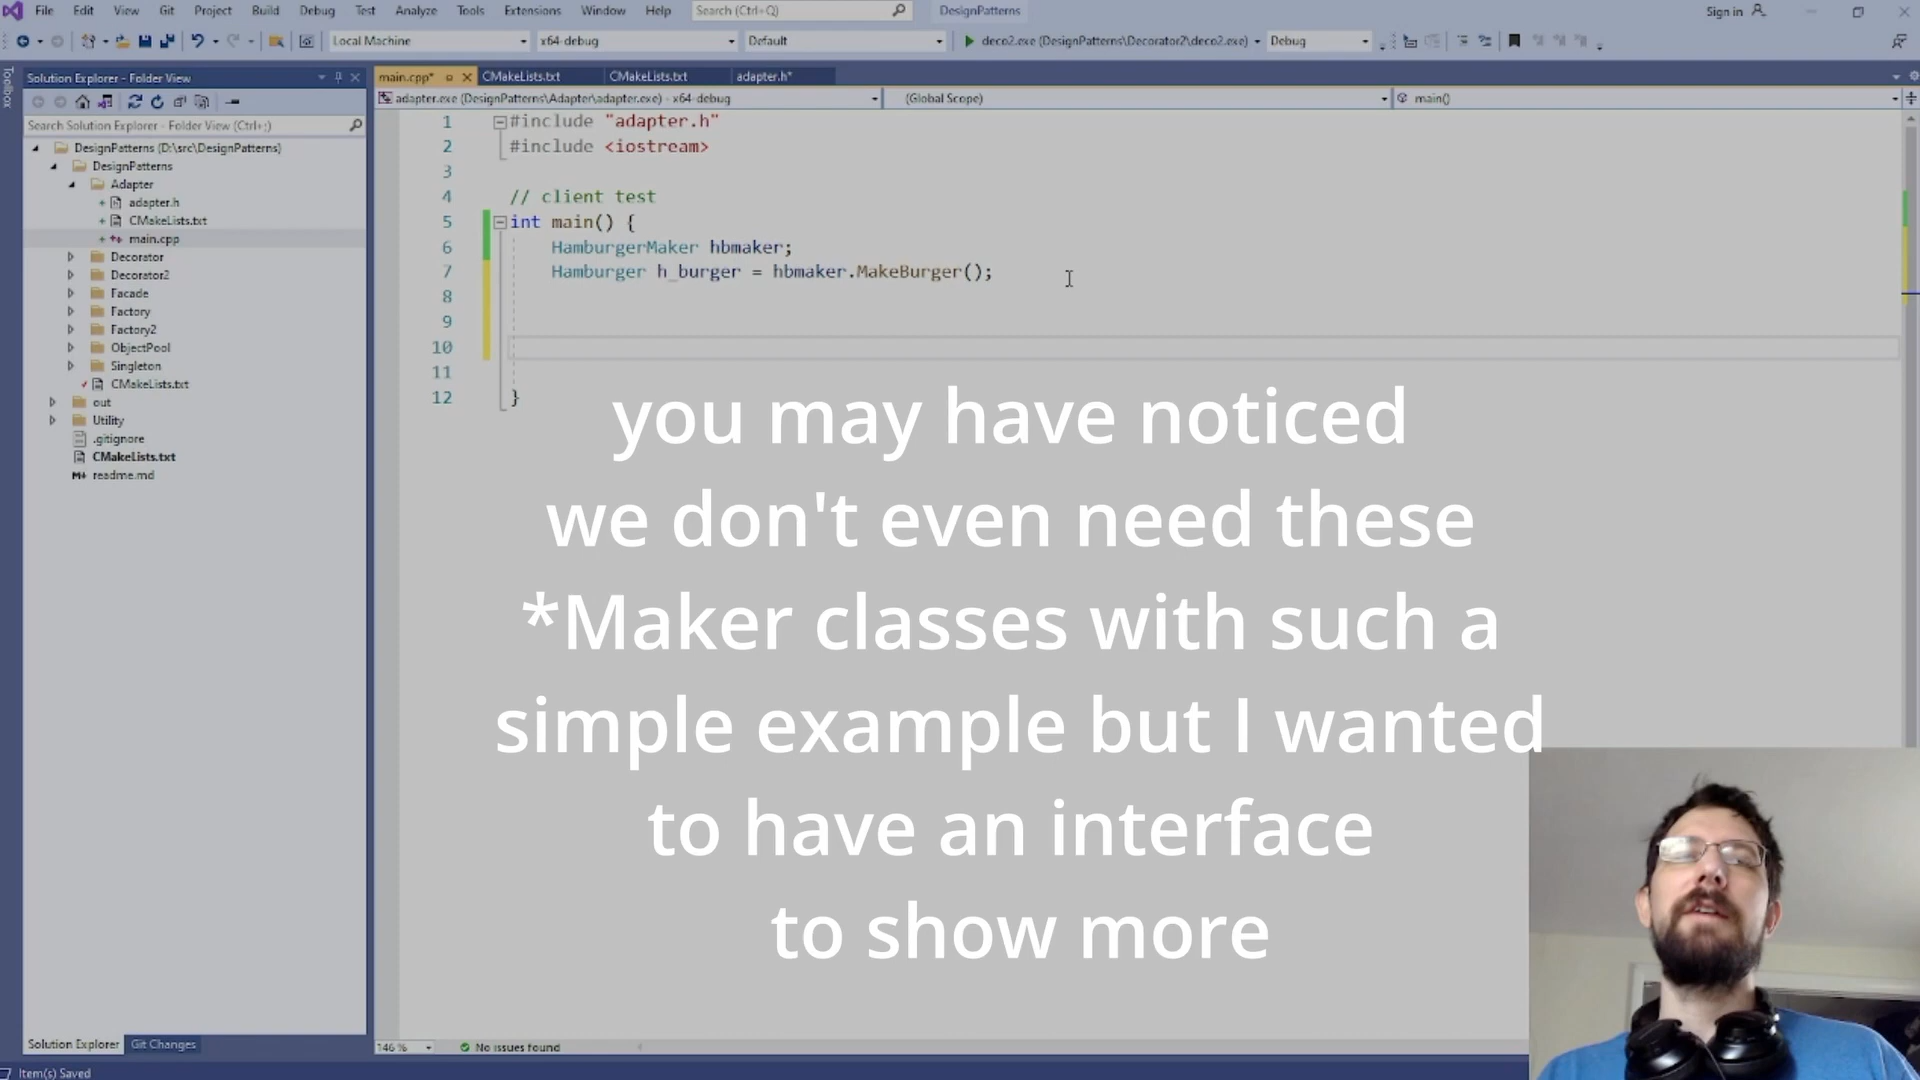 File Edit View Git Project Build Debug Test Analyze Tools Extensions Window Help Search (Ctrl+Q) DesignPatterns Sign in
Local Machine x64-debug Default deco2.exe (DesignPatterns\Decorator2\deco2.exe) Debug
Toolbox
Solution Explorer - Folder View
main.cpp* CMakeLists.txt CMakeLists.txt adapter.h*
adapter.exe (DesignPatterns\Adapter\adapter.exe) - x64-debug (Global Scope) main()
Search Solution Explorer - Folder View (Ctrl+;)
DesignPatterns (D:\src\DesignPatterns)
DesignPatterns
Adapter
adapter.h
CMakeLists.txt
main.cpp
Decorator
Decorator2
Facade
Factory
Factory2
ObjectPool
Singleton
CMakeLists.txt
out
Utility
.gitignore
CMakeLists.txt
readme.md
1 #include "adapter.h"
2 #include <iostream>
3
4 // client test
5 int main() {
6 HamburgerMaker hbmaker;
7 Hamburger h_burger = hbmaker.MakeBurger();
8
9
10
11
12 }
you may have noticed
we don't even need these
*Maker classes with such a
simple example but I wanted
to have an interface
to show more
Solution Explorer Git Changes
146 % No issues found
Item(s) Saved